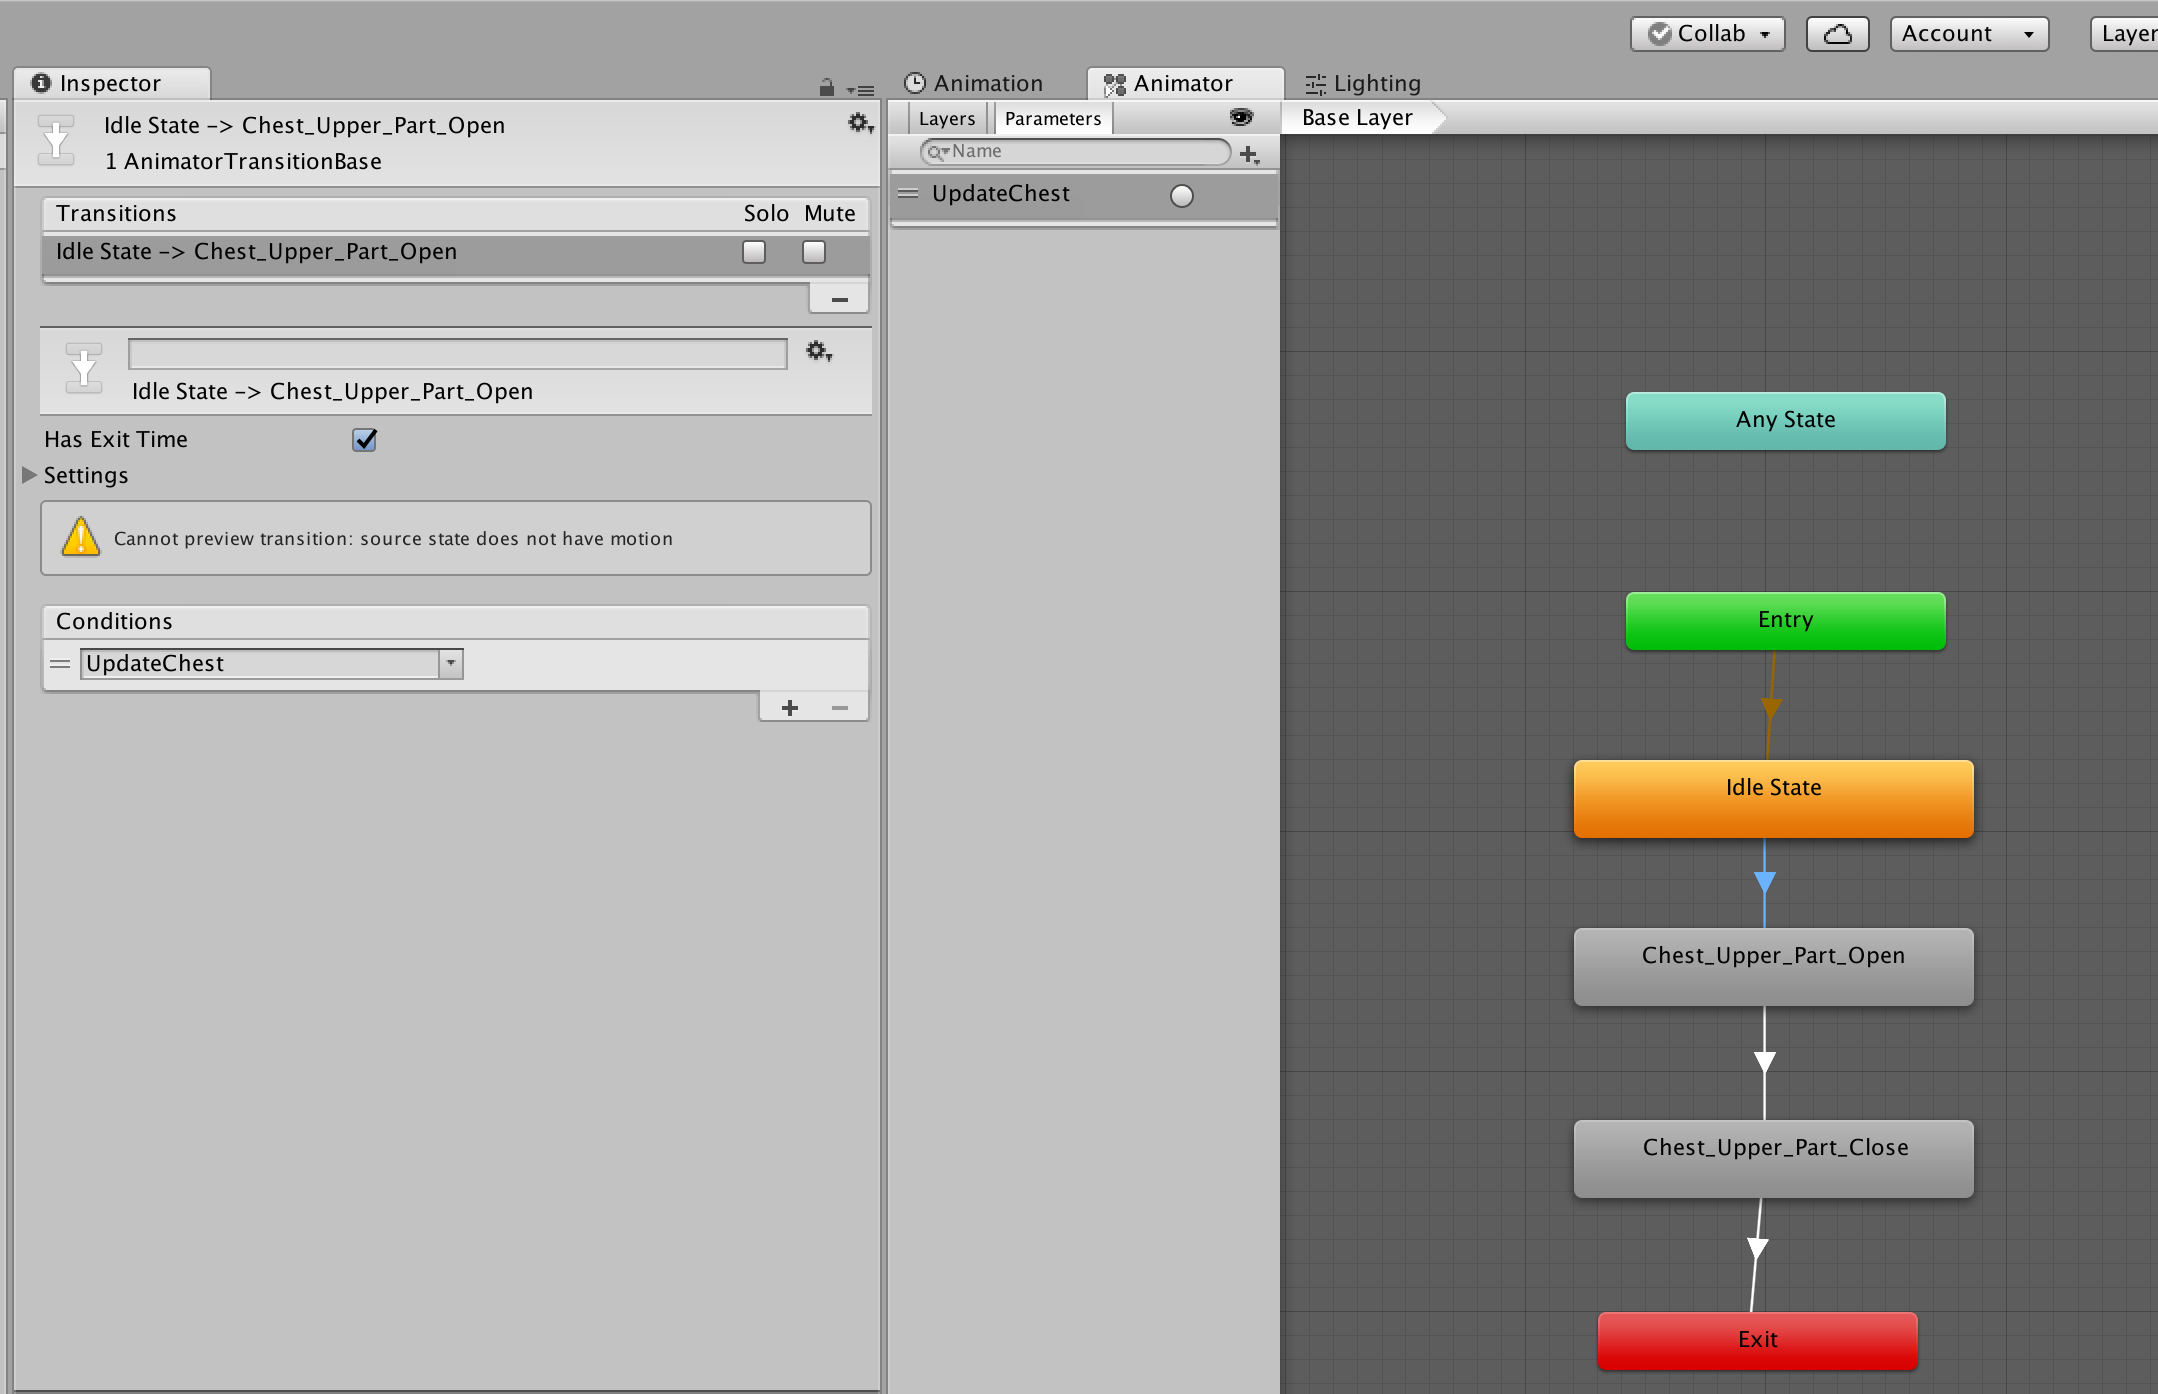 Collab
Account
Layer
Inspector
Idle State -> Chest_Upper_Part_Open
1 AnimatorTransitionBase
Transitions Solo Mute
Idle State -> Chest_Upper_Part_Open
Idle State -> Chest_Upper_Part_Open
Has Exit Time
Settings
Cannot preview transition: source state does not have motion
Conditions
UpdateChest
Animation
Animator
Lighting
Layers
Parameters
Base Layer
Name
UpdateChest
Any State
Entry
Idle State
Chest_Upper_Part_Open
Chest_Upper_Part_Close
Exit